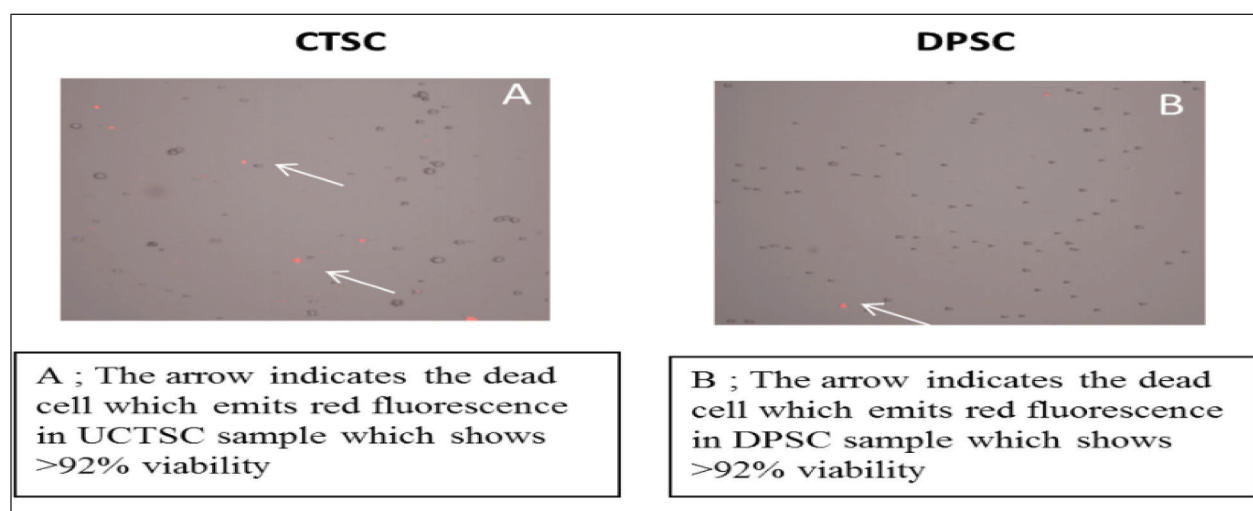 CTSC
DPSC
A
B
A ; The arrow indicates the dead
cell which emits red fluorescence
in UCTSC sample which shows
>92% viability
B ; The arrow indicates the dead
cell which emits red fluorescence
in DPSC sample which shows
>92% viability